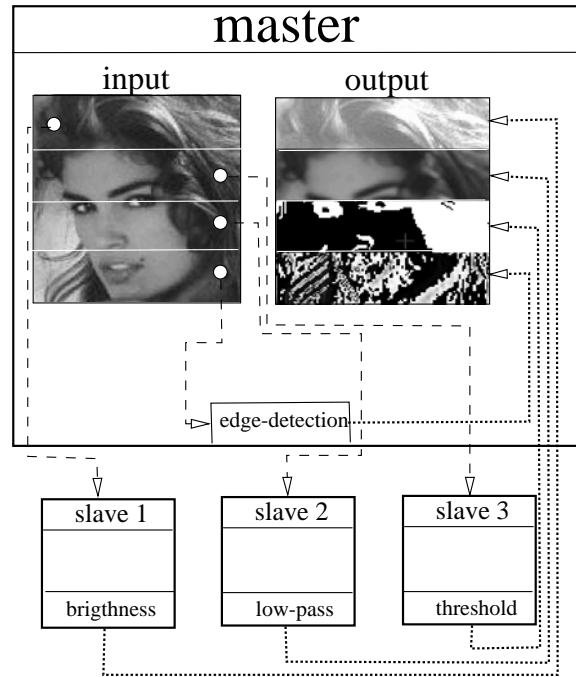 master
input output
edge-detection
slave 1 slave 2 slave 3
brigthness low-pass threshold